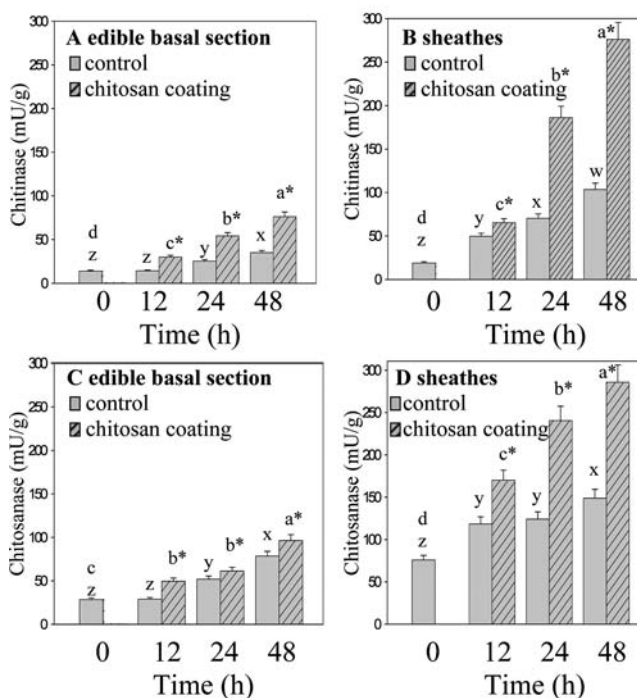 A edible basal section
control
chitosan coating
Chitinase (mU/g)
300
250
200
150
100
50
0
d
z
z
c*
y
b*
x
a*
0 12 24 48
Time (h)
B sheathes
control
chitosan coating
Chitinase (mU/g)
300
250
200
150
100
50
0
d
z
y
c*
x
b*
w
a*
0 12 24 48
Time (h)
C edible basal section
control
chitosan coating
Chitosanase (mU/g)
300
250
200
150
100
50
0
c
z
z
b*
y
b*
x
a*
0 12 24 48
Time (h)
D sheathes
control
chitosan coating
Chitosanase (mU/g)
300
250
200
150
100
50
0
d
z
y
c*
y
b*
x
a*
0 12 24 48
Time (h)